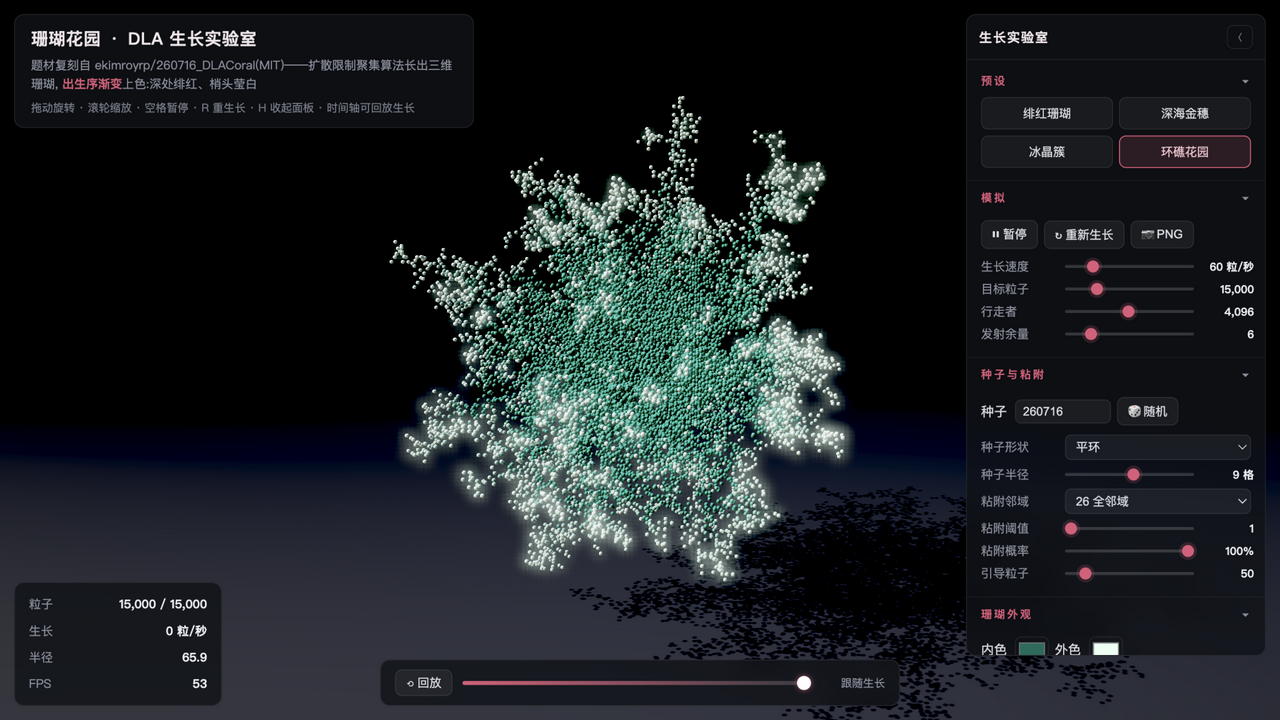 珊瑚花园 · DLA 生长实验室
题材复刻自 ekimroyrp/260716_DLACoral(MIT)——扩散限制聚集算法长出三维
珊瑚, 出生序渐变上色:深处绯红、梢头莹白
拖动旋转 · 滚轮缩放 · 空格暂停 · R 重生长 · H 收起面板 · 时间轴可回放生长
生长实验室
预设
绯红珊瑚 深海金穗
冰晶簇 环礁花园
模拟
暂停 ↻ 重新生长 PNG
生长速度 60 粒/秒
目标粒子 15,000
行走者 4,096
发射余量 6
种子与粘附
种子 260716 随机
种子形状 平环
种子半径 9 格
粘附邻域 26 全邻域
粘附阈值 1
粘附概率 100%
引导粒子 50
珊瑚外观
内色 外色
粒子 15,000 / 15,000
生长 0 粒/秒
半径 65.9
FPS 53
⟲ 回放 跟随生长